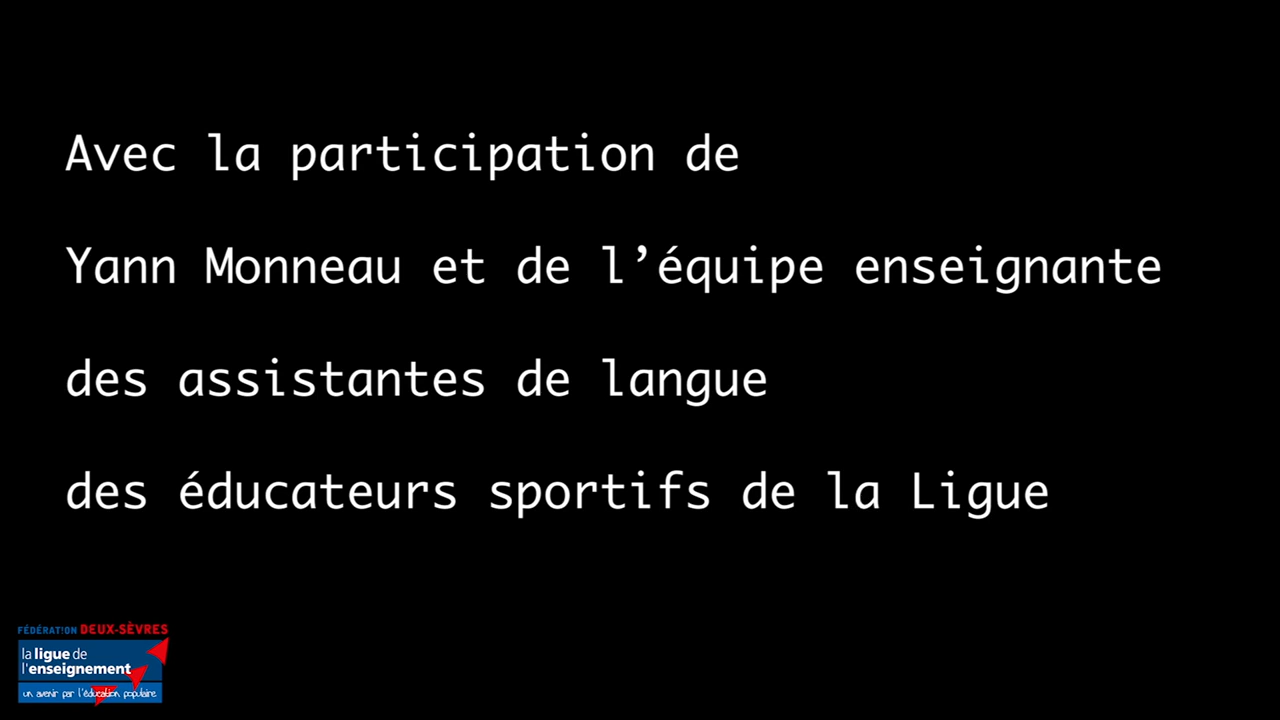 Avec la participation de
Yann Monneau et de l’équipe enseignante
des assistantes de langue
des éducateurs sportifs de la Ligue
FÉDÉRATION DEUX-SÈVRES
la ligue de
l'enseignement
un avenir par l'éducation populaire